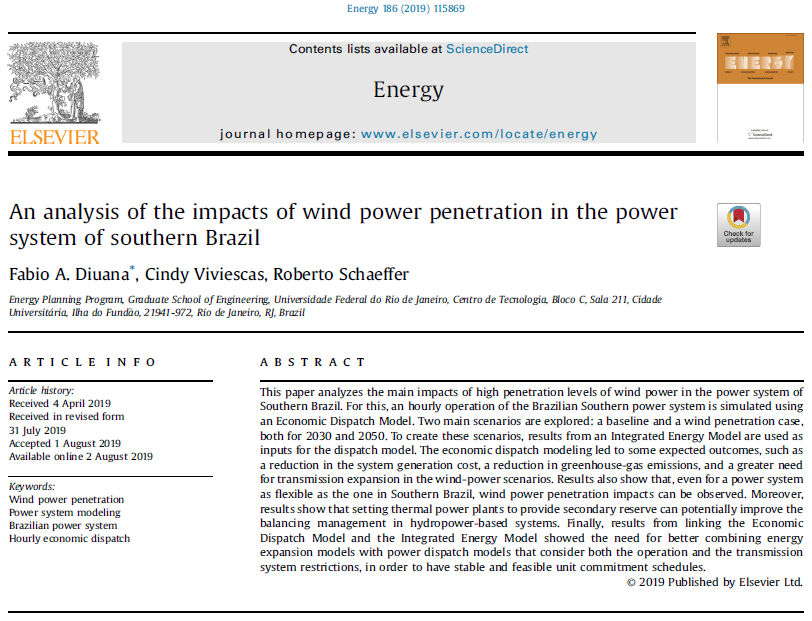 Energy 186 (2019) 115869
Contents lists available at ScienceDirect
Energy
journal homepage: www.elsevier.com/locate/energy
ELSEVIER
ENERGY
An analysis of the impacts of wind power penetration in the power
system of southern Brazil
Check for
updates
Fabio A. Diuana*, Cindy Viviescas, Roberto Schaeffer
Energy Planning Program, Graduate School of Engineering, Universidade Federal do Rio de Janeiro, Centro de Tecnologia, Bloco C, Sala 211, Cidade
Universitária, Ilha do Fundão, 21941-972, Rio de Janeiro, RJ, Brazil
ARTICLE INFO
Article history:
Received 4 April 2019
Received in revised form
31 July 2019
Accepted 1 August 2019
Available online 2 August 2019
Keywords:
Wind power penetration
Power system modeling
Brazilian power system
Hourly economic dispatch
ABSTRACT
This paper analyzes the main impacts of high penetration levels of wind power in the power system of
Southern Brazil. For this, an hourly operation of the Brazilian Southern power system is simulated using
an Economic Dispatch Model. Two main scenarios are explored: a baseline and a wind penetration case,
both for 2030 and 2050. To create these scenarios, results from an Integrated Energy Model are used as
inputs for the dispatch model. The economic dispatch modeling led to some expected outcomes, such as
a reduction in the system generation cost, a reduction in greenhouse-gas emissions, and a greater need
for transmission expansion in the wind-power scenarios. Results also show that, even for a power system
as flexible as the one in Southern Brazil, wind power penetration impacts can be observed. Moreover,
results show that setting thermal power plants to provide secondary reserve can potentially improve the
balancing management in hydropower-based systems. Finally, results from linking the Economic
Dispatch Model and the Integrated Energy Model showed the need for better combining energy
expansion models with power dispatch models that consider both the operation and the transmission
system restrictions, in order to have stable and feasible unit commitment schedules.
© 2019 Published by Elsevier Ltd.